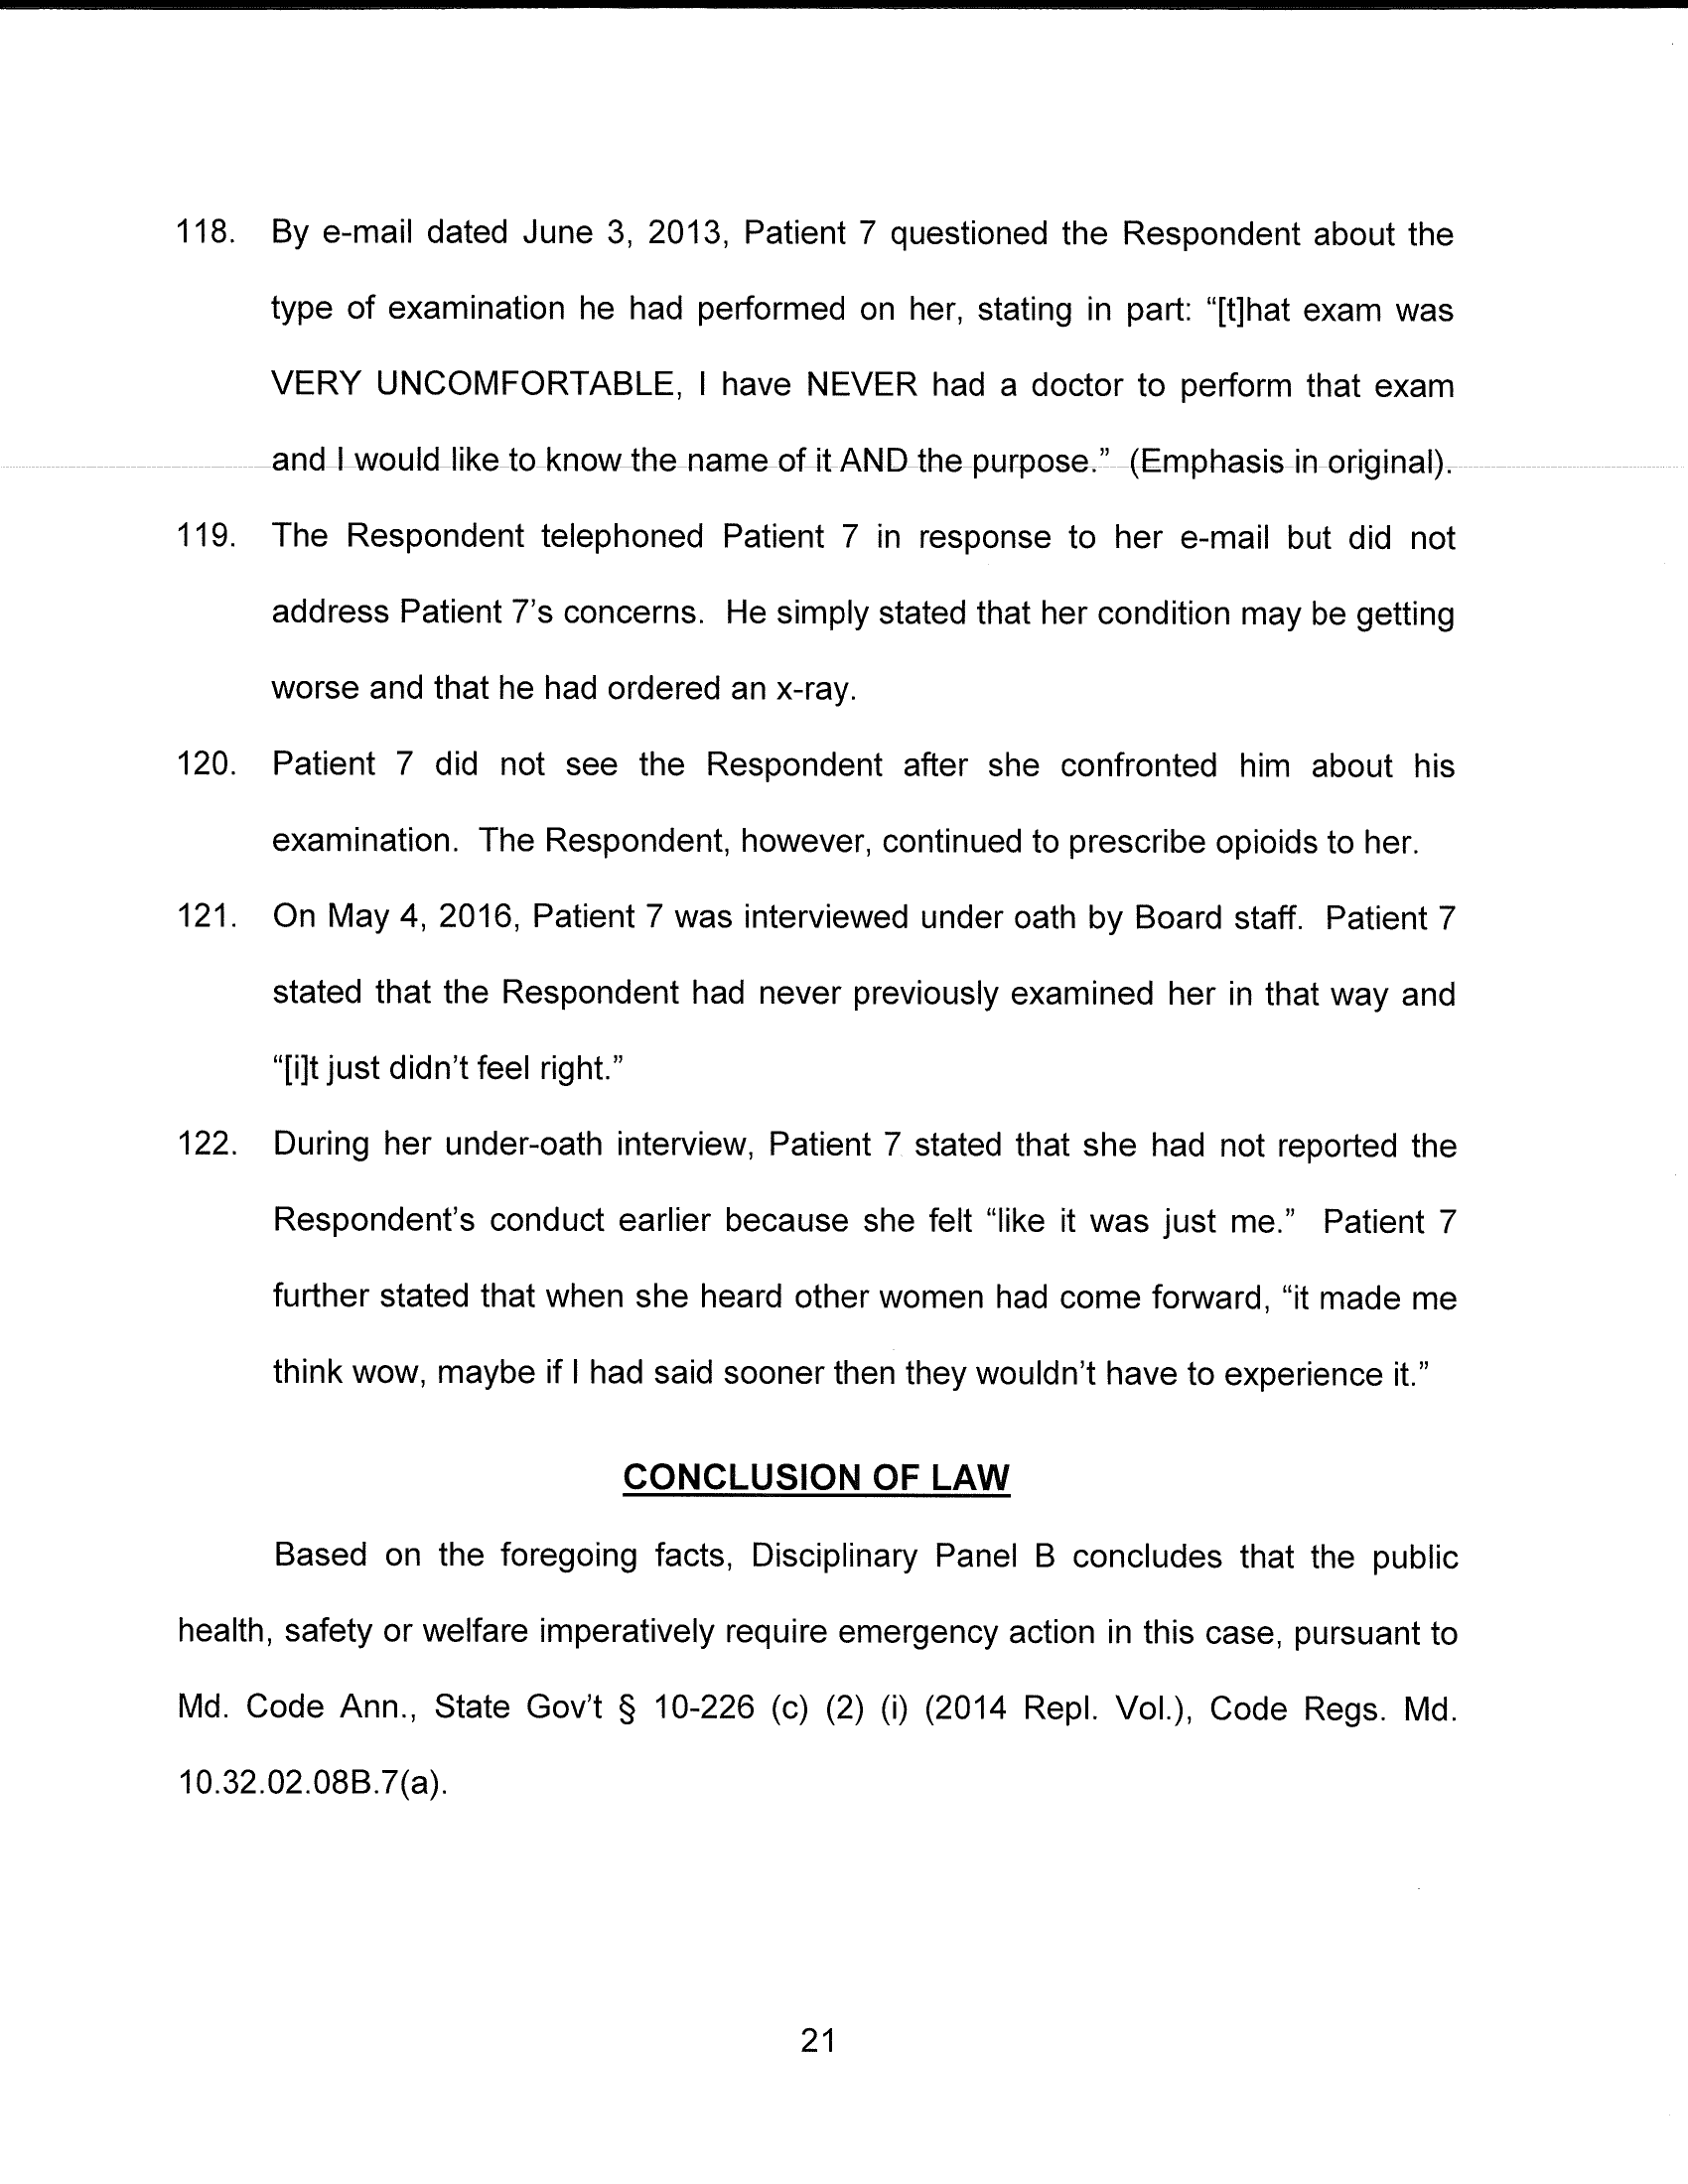 118. By e-mail dated June 3, 2013, Patient 7 questioned the Respondent about the
type of examination he had performed on her, stating in part: “[t]hat exam was
VERY UNCOMFORTABLE, I have NEVER had a doctor to perform that exam
and I would like to know the name of it AND the purpose.” (Emphasis in original).
119. The Respondent telephoned Patient 7 in response to her e-mail but did not
address Patient 7’s concerns. He simply stated that her condition may be getting
worse and that he had ordered an x-ray.
120. Patient 7 did not see the Respondent after she confronted him about his
examination. The Respondent, however, continued to prescribe opioids to her.
121. On May 4, 2016, Patient 7 was interviewed under oath by Board staff. Patient 7
stated that the Respondent had never previously examined her in that way and
“[i]t just didn’t feel right.”
122. During her under-oath interview, Patient 7 stated that she had not reported the
Respondent’s conduct earlier because she felt “like it was just me.” Patient 7
further stated that when she heard other women had come forward, “it made me
think wow, maybe if I had said sooner then they wouldn’t have to experience it.”
CONCLUSION OF LAW
Based on the foregoing facts, Disciplinary Panel B concludes that the public
health, safety or welfare imperatively require emergency action in this case, pursuant to
Md. Code Ann., State Gov’t § 10-226 (c) (2) (i) (2014 Repl. Vol.), Code Regs. Md.
10.32.02.08B.7(a).
21